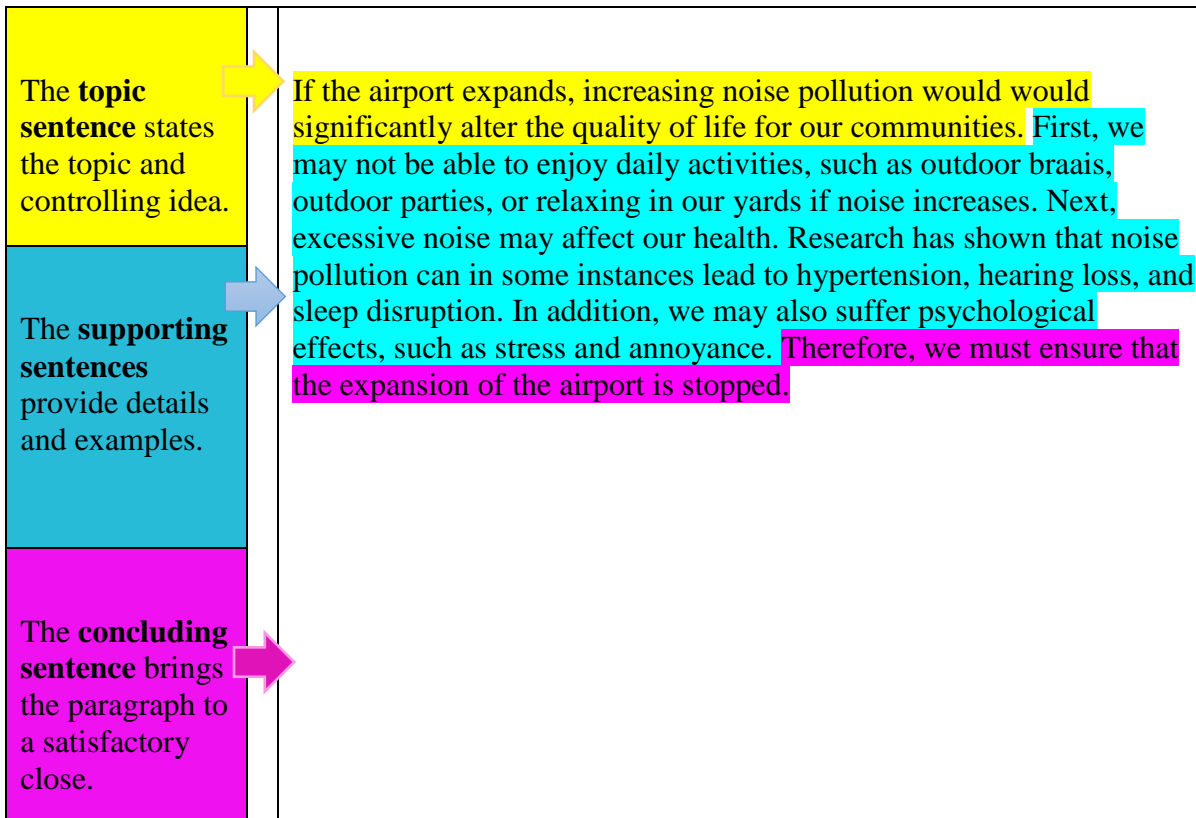 The topic
sentence states
the topic and
controlling idea.
If the airport expands, increasing noise pollution would would
significantly alter the quality of life for our communities. First, we
may not be able to enjoy daily activities, such as outdoor braais,
outdoor parties, or relaxing in our yards if noise increases. Next,
excessive noise may affect our health. Research has shown that noise
pollution can in some instances lead to hypertension, hearing loss, and
sleep disruption. In addition, we may also suffer psychological
effects, such as stress and annoyance. Therefore, we must ensure that
the expansion of the airport is stopped.
The supporting
sentences
provide details
and examples.
The concluding
sentence brings
the paragraph to
a satisfactory
close.